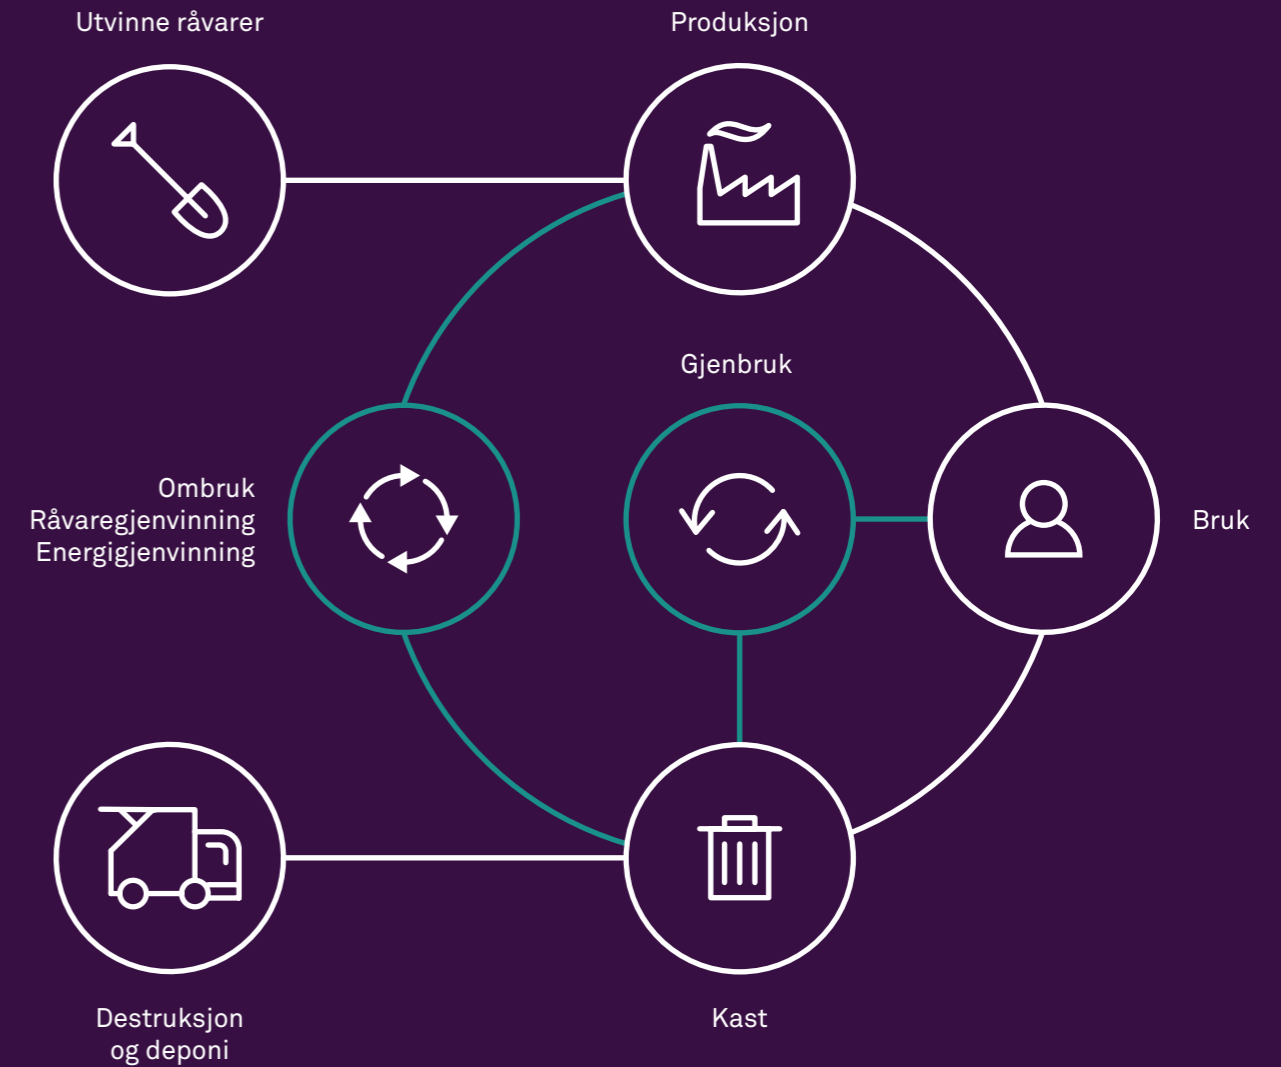 Utvinne råvarer
Produksjon
Gjenbruk
Ombruk
Råvaregjenvinning
Energigjenvinning
Bruk
Destruksjon
og deponi
Kast